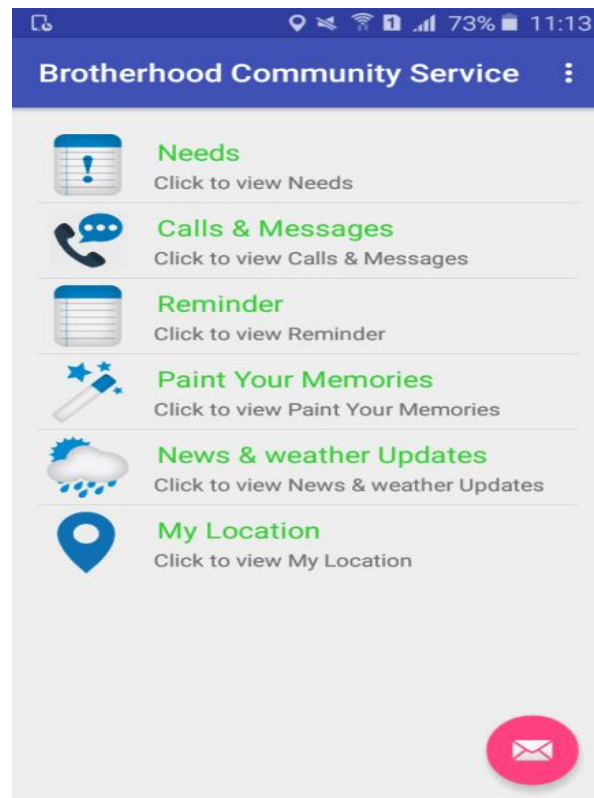 1 73% 11:13
Brotherhood Community Service
Needs
Click to view Needs
Calls & Messages
Click to view Calls & Messages
Reminder
Click to view Reminder
Paint Your Memories
Click to view Paint Your Memories
News & weather Updates
Click to view News & weather Updates
My Location
Click to view My Location